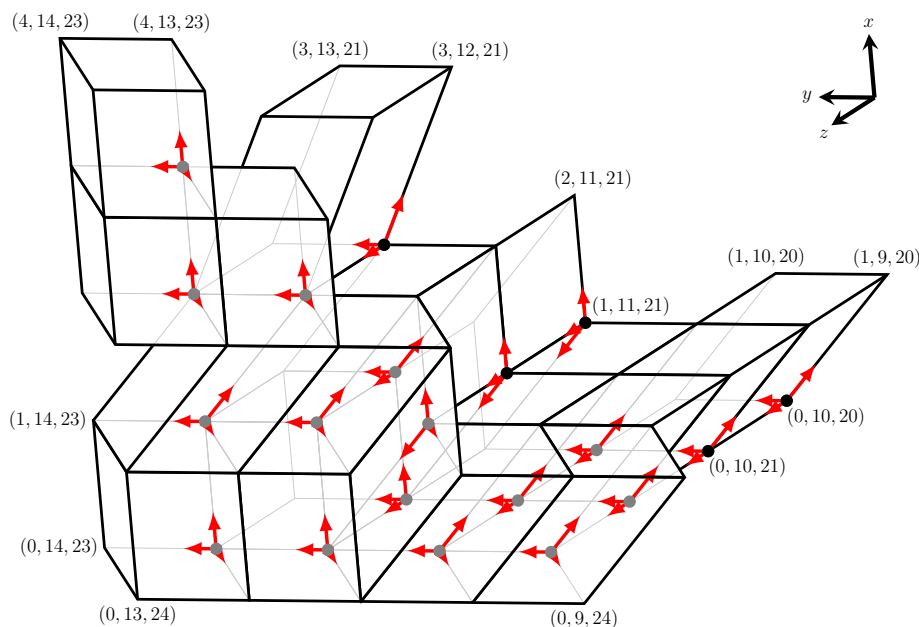 (4, 14, 23)
(4, 13, 23)
(3, 13, 21)
(3, 12, 21)
x
y
z
(2, 11, 21)
(1, 10, 20)
(1, 9, 20)
(1, 11, 21)
(1, 14, 23)
(0, 10, 20)
(0, 10, 21)
(0, 14, 23)
(0, 13, 24)
(0, 9, 24)